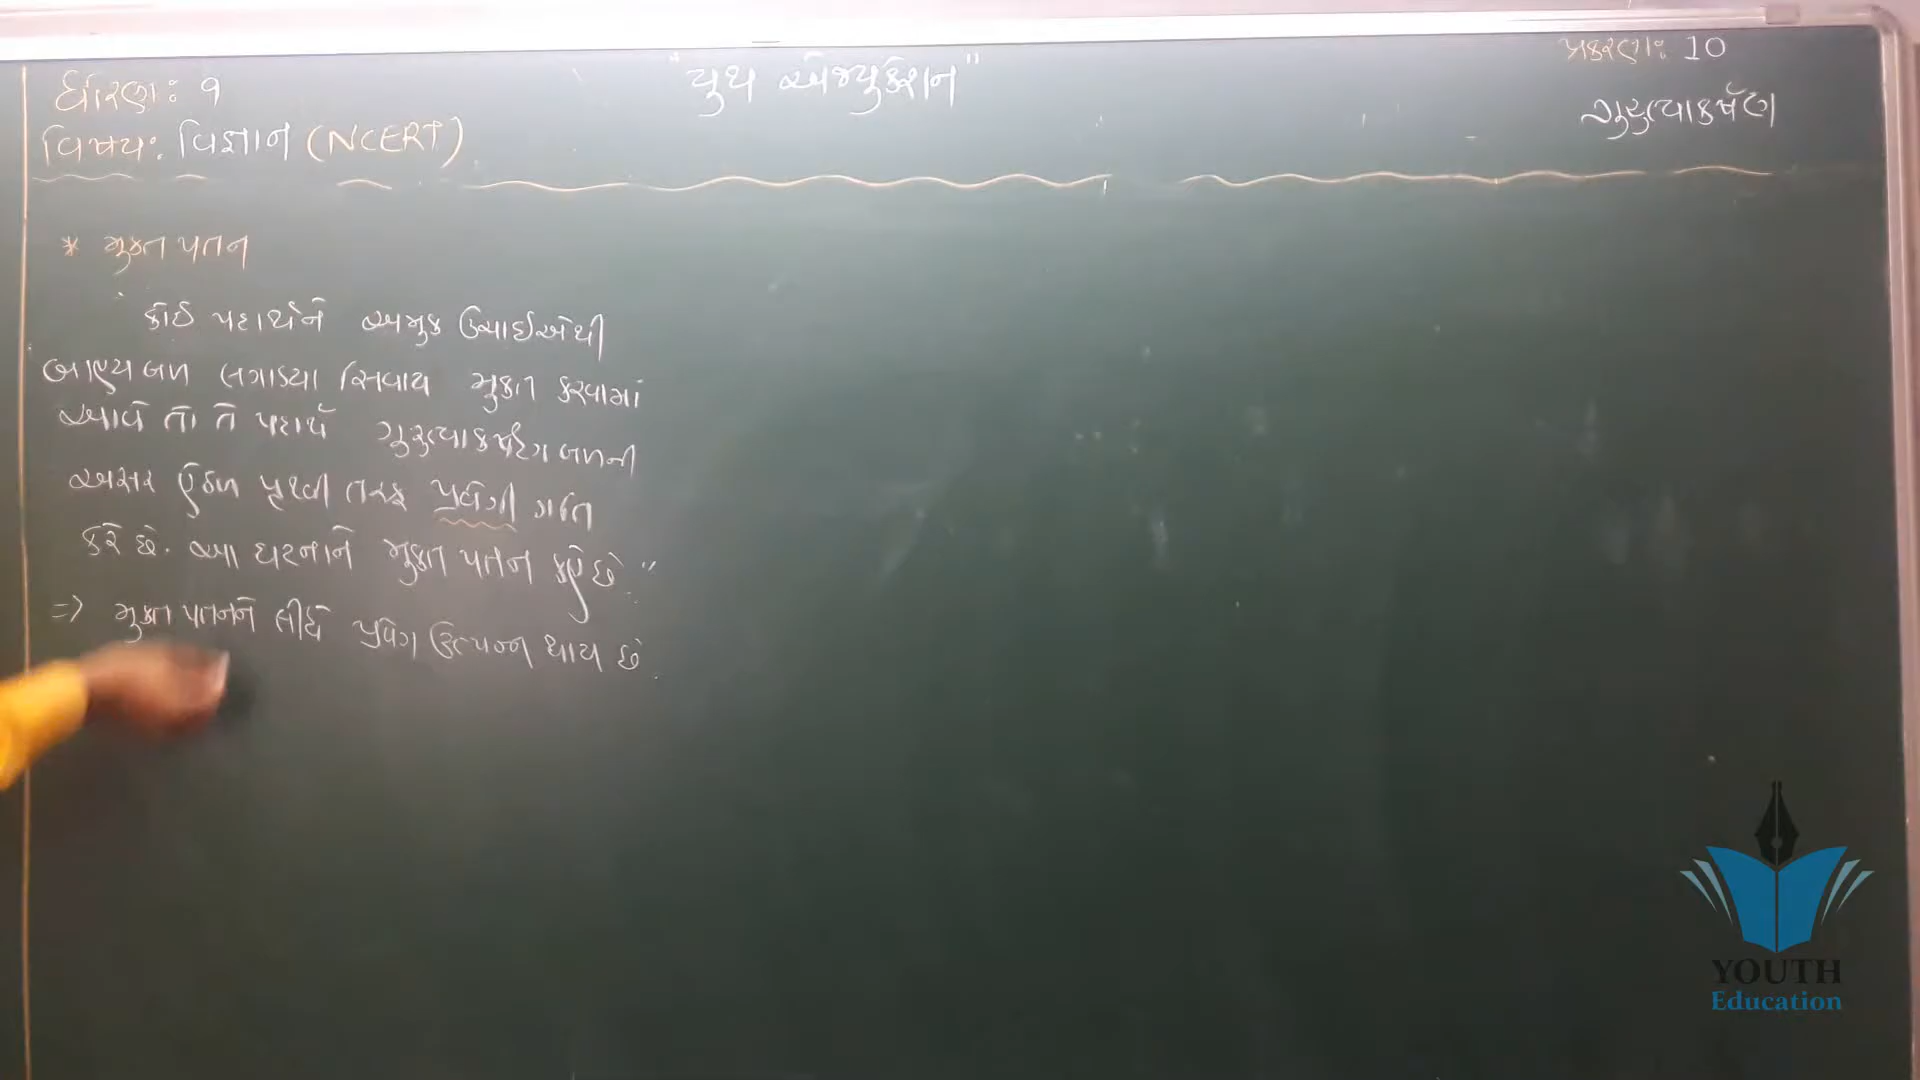 ધોરણ: 9
વિષય: વિજ્ઞાન (NCERT)
"યુથ એજ્યુકેશન"
પ્રકરણ: 10
ગુરુત્વાકર્ષણ
* મુક્ત પતન
કોઈ પદાર્થને અમુક ઉંચાઈએથી
બાહ્ય બળ લગાડ્યા સિવાય મુક્ત કરવામાં
આવે તો તે પદાર્થ ગુરુત્વાકર્ષણ બળની
અસર હેઠળ પૃથ્વી તરફ પ્રવેગી ગતિ
કરે છે. આ ઘટનાને મુક્ત પતન કહે છે."
=> મુક્ત પતનને લીધે પ્રવેગ ઉત્પન્ન થાય છે.
YOUTH
Education